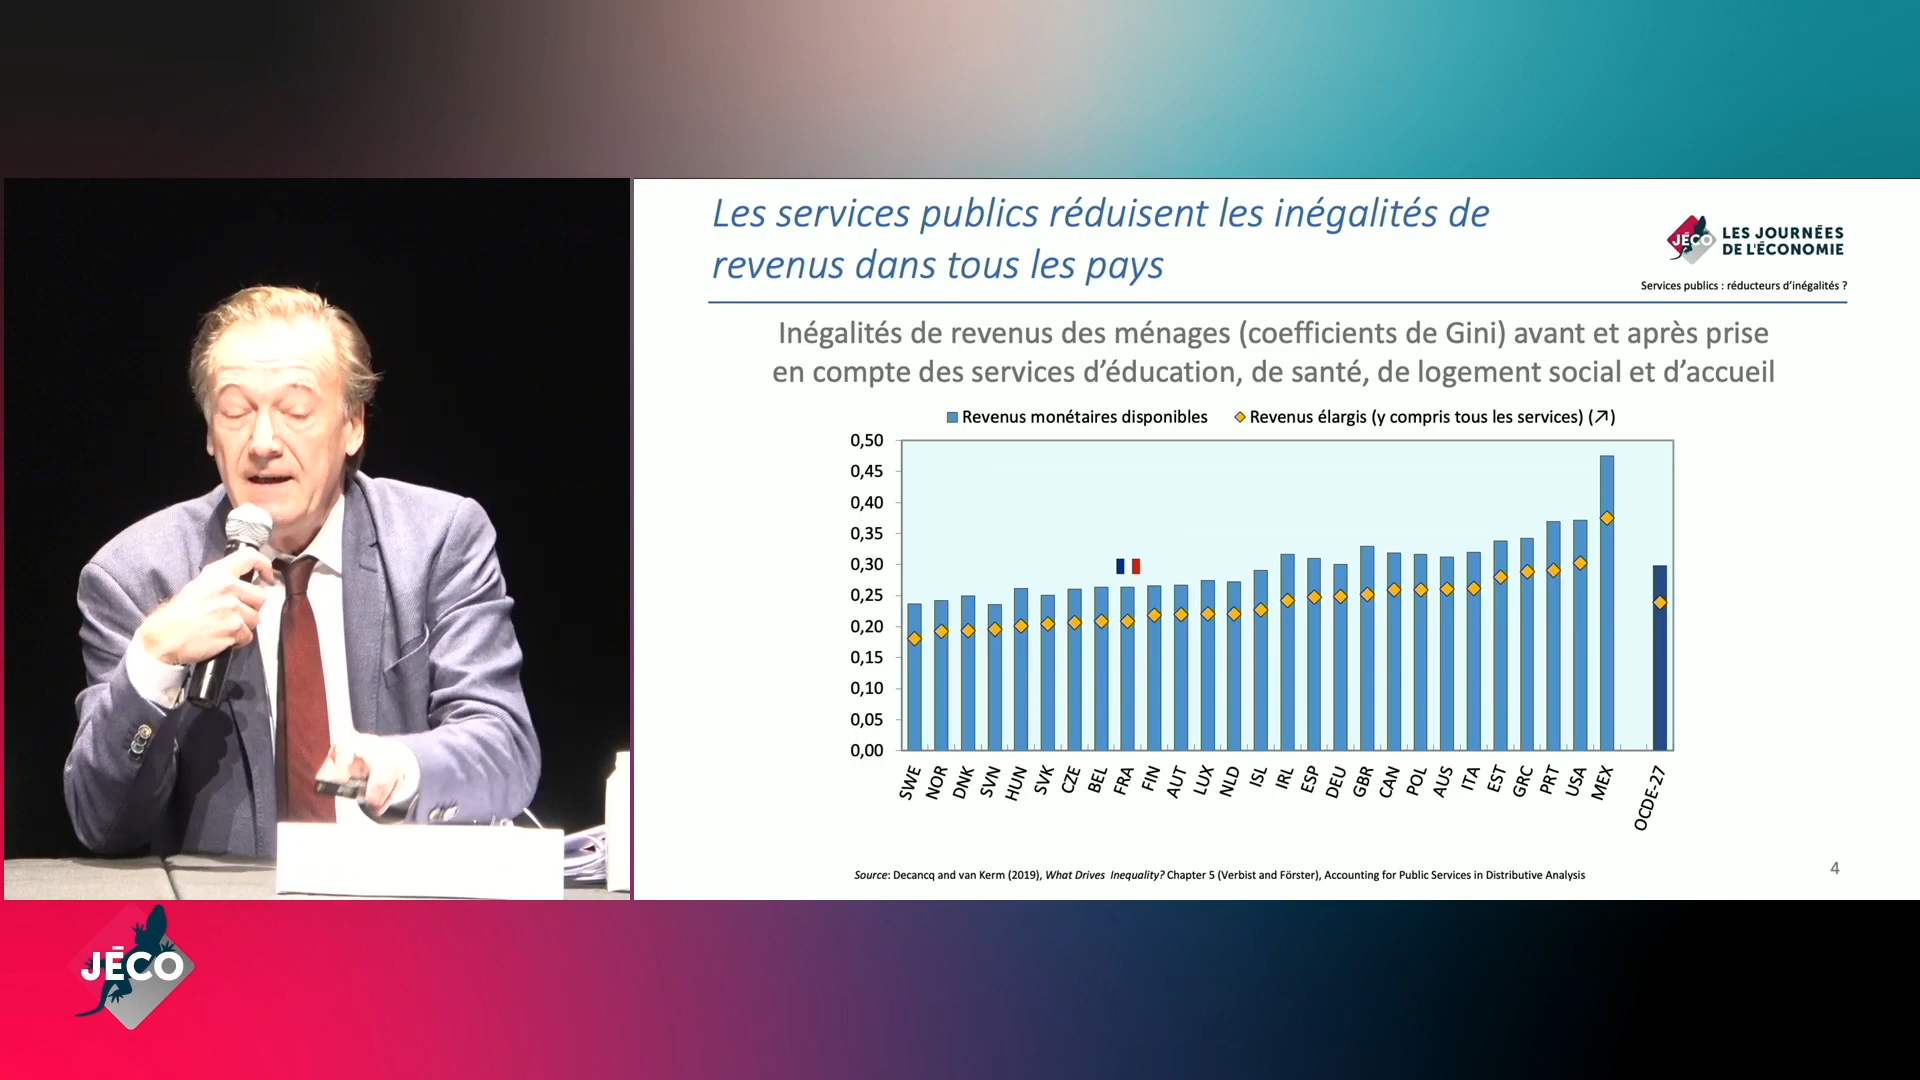 Les services publics réduisent les inégalités de
revenus dans tous les pays
JÉCO
LES JOURNÉES
DE L'ÉCONOMIE
Services publics : réducteurs d'inégalités ?
Inégalités de revenus des ménages (coefficients de Gini) avant et après prise
en compte des services d'éducation, de santé, de logement social et d'accueil
Revenus monétaires disponibles
Revenus élargis (y compris tous les services) (↗)
0,50
0,45
0,40
0,35
0,30
0,25
0,20
0,15
0,10
0,05
0,00
SWE
NOR
DNK
SVN
HUN
SVK
CZE
BEL
FRA
FIN
AUT
LUX
NLD
ISL
IRL
ESP
DEU
GBR
CAN
POL
AUS
ITA
EST
GRC
PRT
USA
MEX
OCDE-27
Source: Decancq and van Kerm (2019), What Drives Inequality? Chapter 5 (Verbist and Förster), Accounting for Public Services in Distributive Analysis
4
JĒCO